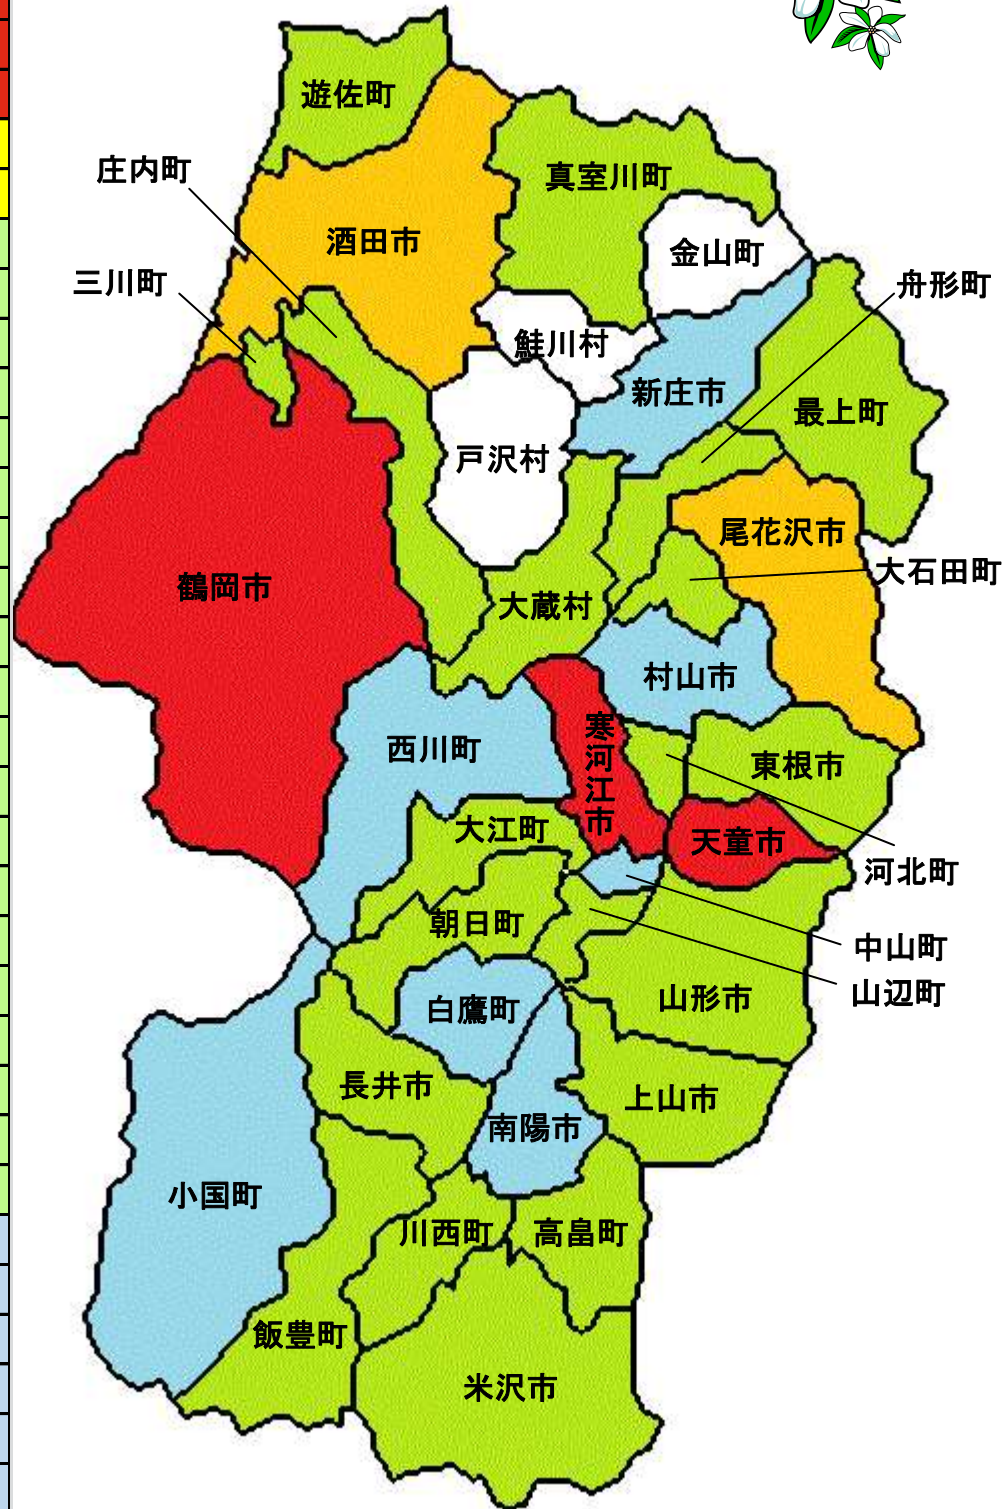 遊佐町
庄内町
真室川町
酒田市
金山町
三川町
舟形町
鮭川村
新庄市
最上町
戸沢村
尾花沢市
大石田町
鶴岡市
大蔵村
村山市
寒河江市
西川町
東根市
大江町
天童市
河北町
朝日町
中山町
山辺町
山形市
白鷹町
長井市
上山市
南陽市
小国町
川西町
高畠町
飯豊町
米沢市